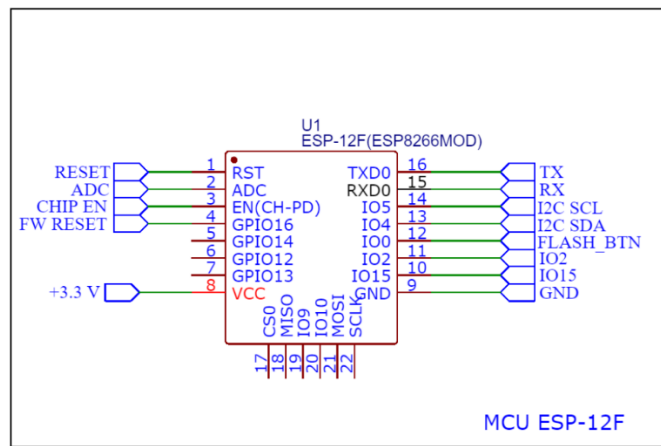 U1
ESP-12F(ESP8266MOD)
RESET 1 RST TXD0 16 TX
ADC 2 ADC RXD0 15 RX
CHIP EN 3 EN(CH-PD) IO5 14 I2C SCL
FW RESET 4 GPIO16 IO4 13 I2C SDA
5 GPIO14 IO0 12 FLASH_BTN
6 GPIO12 IO2 11 IO2
7 GPIO13 IO15 10 IO15
+3.3 V 8 VCC GND 9 GND
CS0 MISO IO9 IO10 MOSI SCLK
17 18 19 20 21 22
MCU ESP-12F